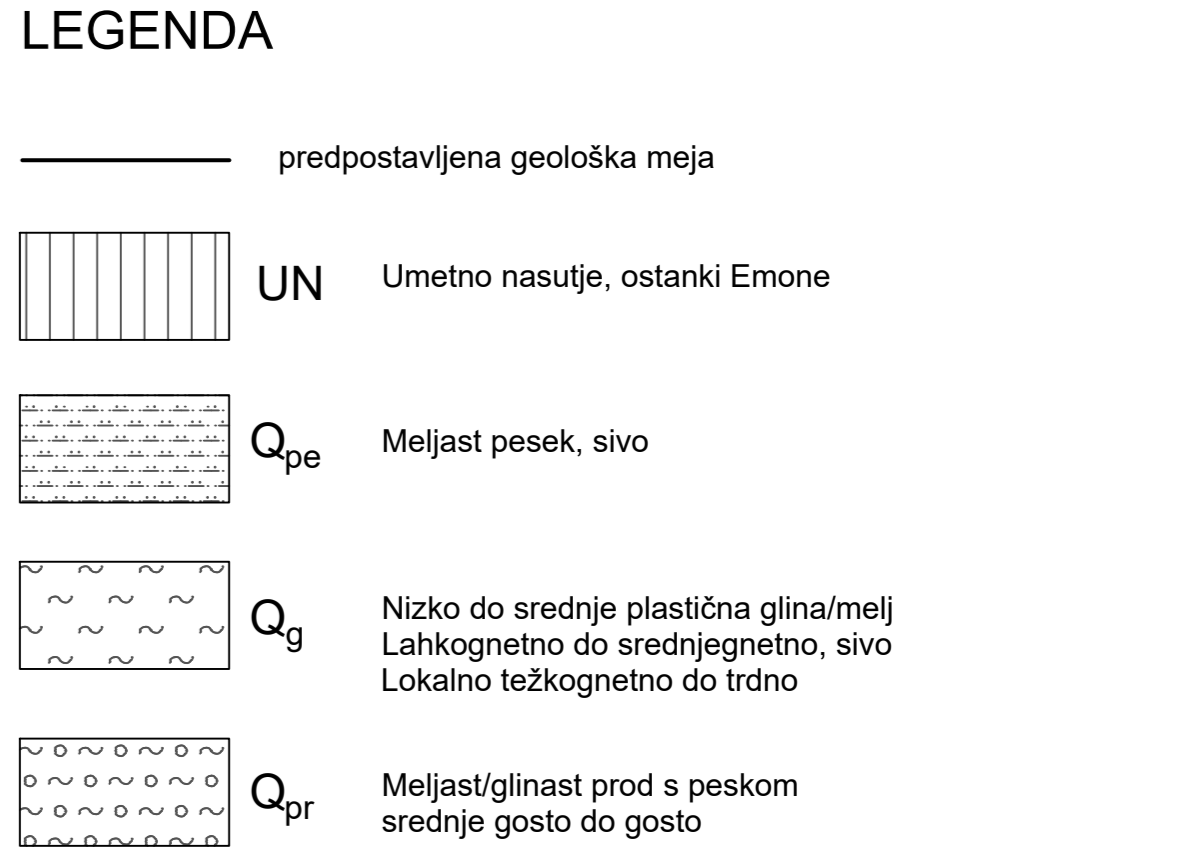 LEGENDA
predpostavljena geološka meja
UN Umetno nasutje, ostanki Emone
Qpe Meljast pesek, sivo
Qg Nizko do srednje plastična glina/melj
Lahkognetno do srednjegnetno, sivo
Lokalno težkognetno do trdno
Qpr Meljast/glinast prod s peskom
srednje gosto do gosto